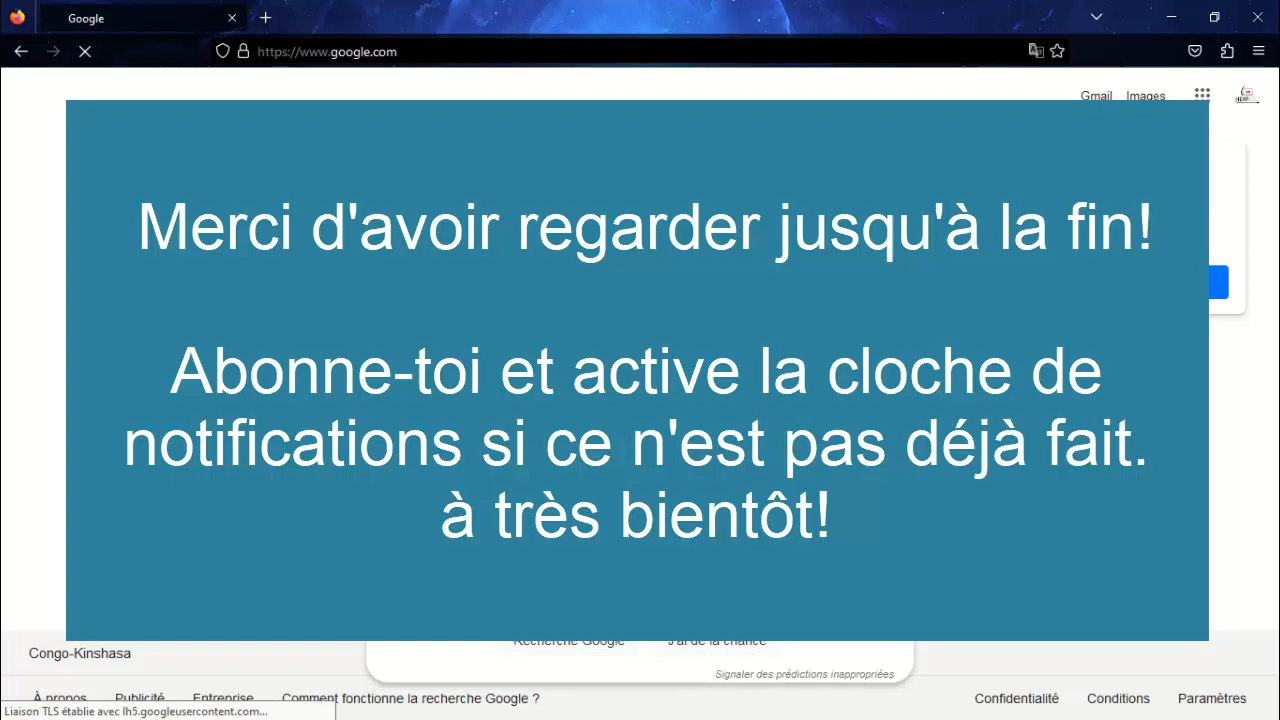 Google
https://www.google.com
Gmail Images
Merci d'avoir regarder jusqu'à la fin!
Abonne-toi et active la cloche de
notifications si ce n'est pas déjà fait.
à très bientôt!
Recherche Google J'ai de la chance
Congo-Kinshasa
Signaler des prédictions inappropriées
À propos Publicité Entreprise Comment fonctionne la recherche Google ? Confidentialité Conditions Paramètres
Liaison TLS établie avec lh5.googleusercontent.com...